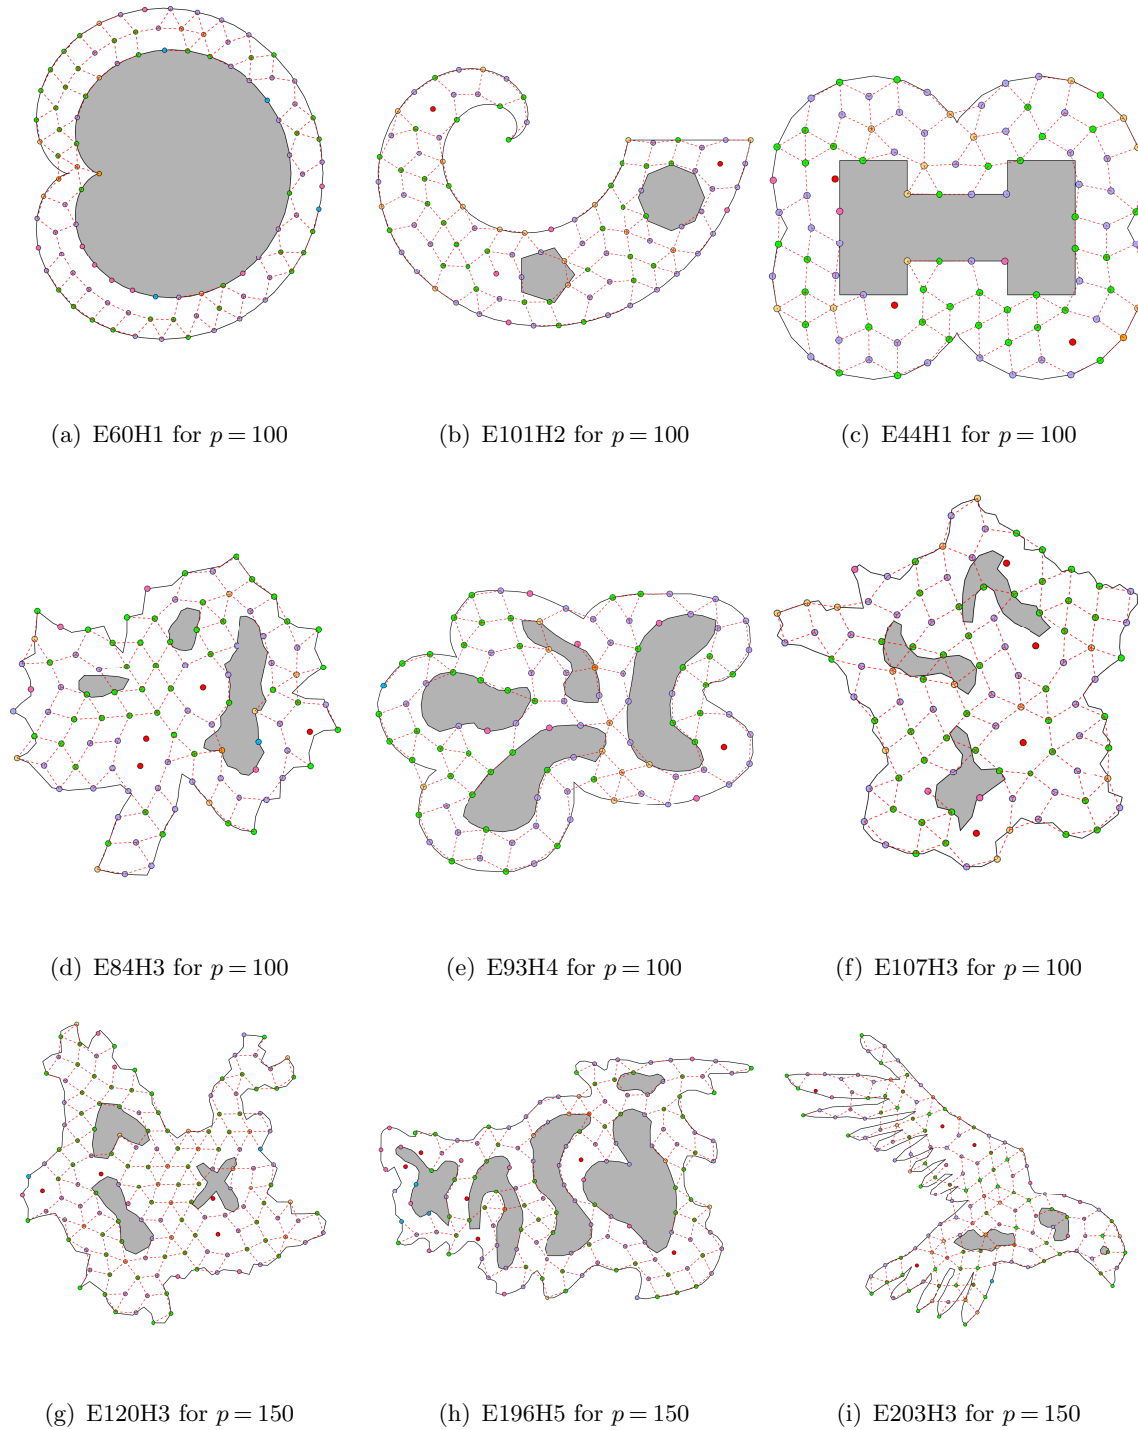 (a) E60H1 for p = 100
(b) E101H2 for p = 100
(c) E44H1 for p = 100
(d) E84H3 for p = 100
(e) E93H4 for p = 100
(f) E107H3 for p = 100
(g) E120H3 for p = 150
(h) E196H5 for p = 150
(i) E203H3 for p = 150